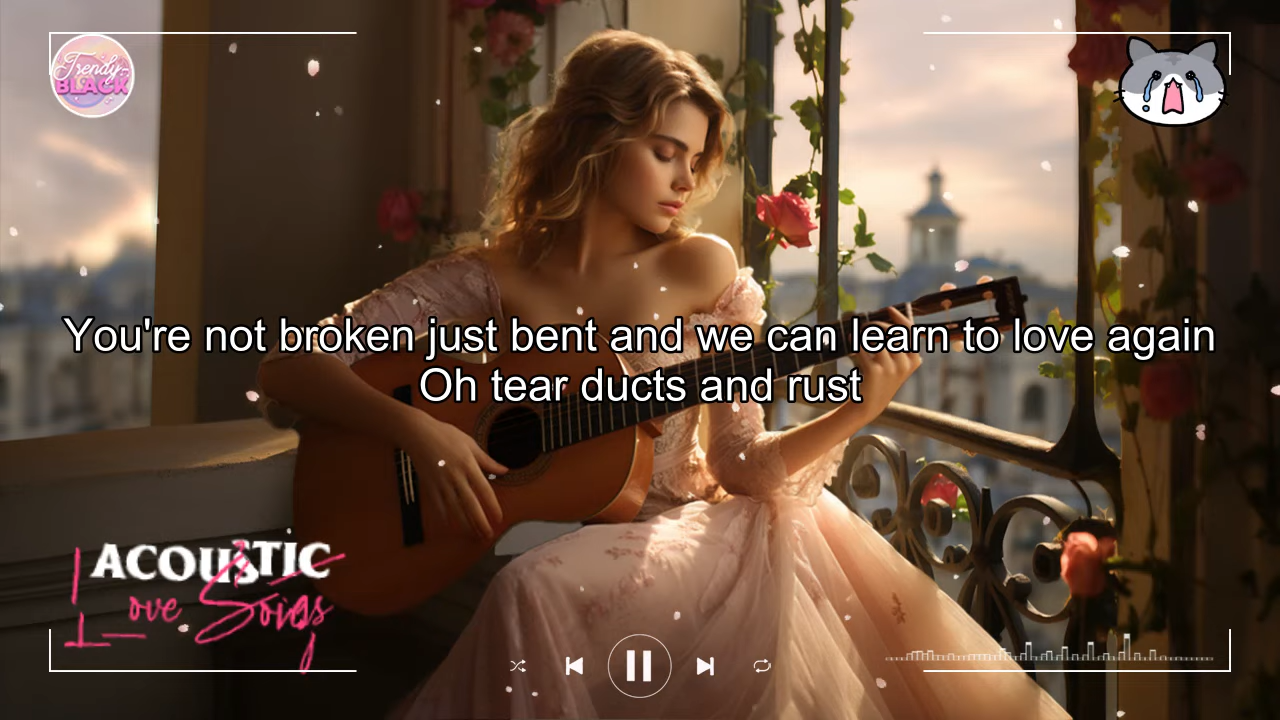 Trendy
BLACK
You're not broken just bent and we can learn to love again
Oh tear ducts and rust
ACOUSTIC
Love Songs